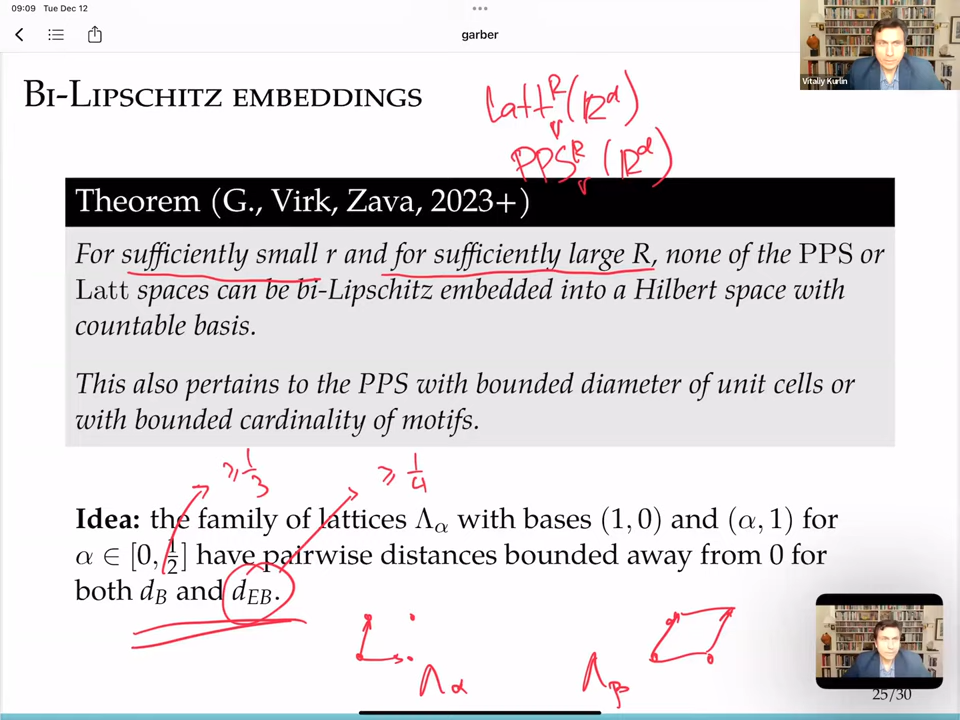 09:09 Tue Dec 12
garber
Vitaliy Kurlin
BI-LIPSCHITZ EMBEDDINGS
Latt^R_r(ℝ^d)
PPS^R_r(ℝ^d)
Theorem (G., Virk, Zava, 2023+)
For sufficiently small r and for sufficiently large R, none of the PPS or
Latt spaces can be bi-Lipschitz embedded into a Hilbert space with
countable basis.
This also pertains to the PPS with bounded diameter of unit cells or
with bounded cardinality of motifs.
≥ 1/3 ≥ 1/4
Idea: the family of lattices Λ_α with bases (1, 0) and (α, 1) for
α ∈ [0, 1/2] have pairwise distances bounded away from 0 for
both d_B and d_EB.
Λ_α Λ_β
25/30